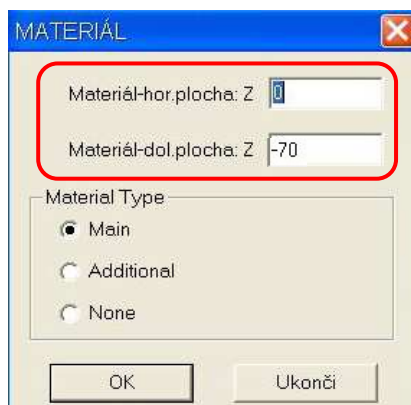 MATERIÁL
Materiál-hor.plocha: Z 0
Materiál-dol.plocha: Z -70
Material Type
Main
Additional
None
OK Ukonči